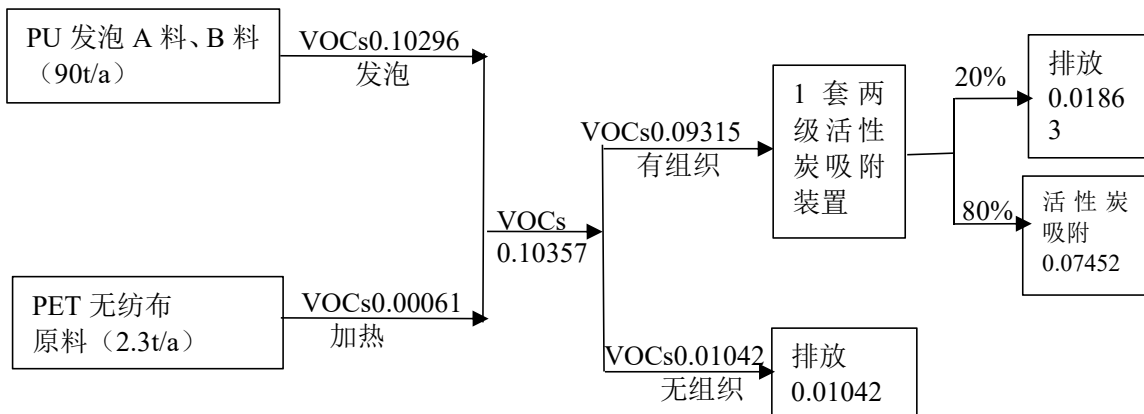 PU 发泡 A 料、B 料
（90t/a）
VOCs0.10296
发泡
PET 无纺布
原料（2.3t/a）
VOCs0.00061
加热
VOCs
0.10357
VOCs0.09315
有组织
1 套两
级活性
炭吸附
装置
20%
排放
0.0186
3
80%
活性炭
吸附
0.07452
VOCs0.01042
无组织
排放
0.01042